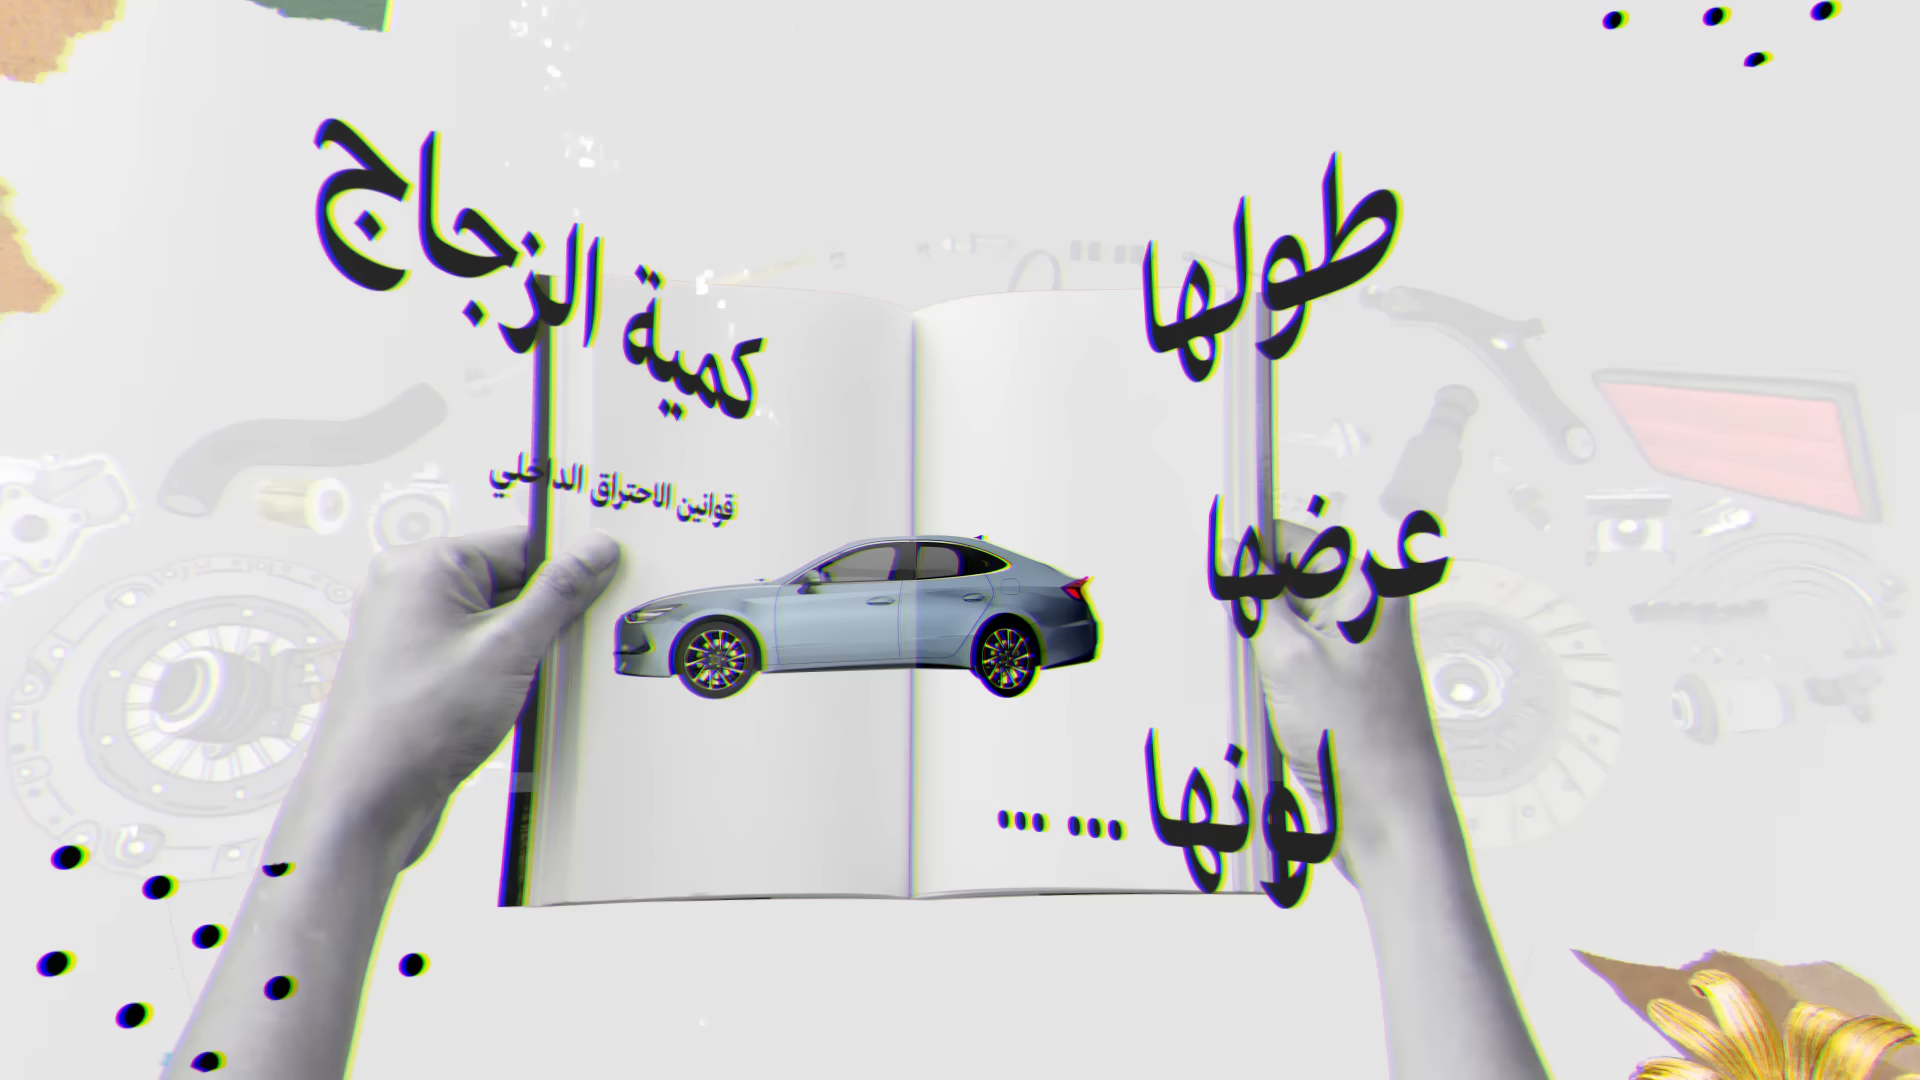 طولها
كمية الزجاج
قوانين الاحتراق الداخلي
عرضها
لونها ... ...